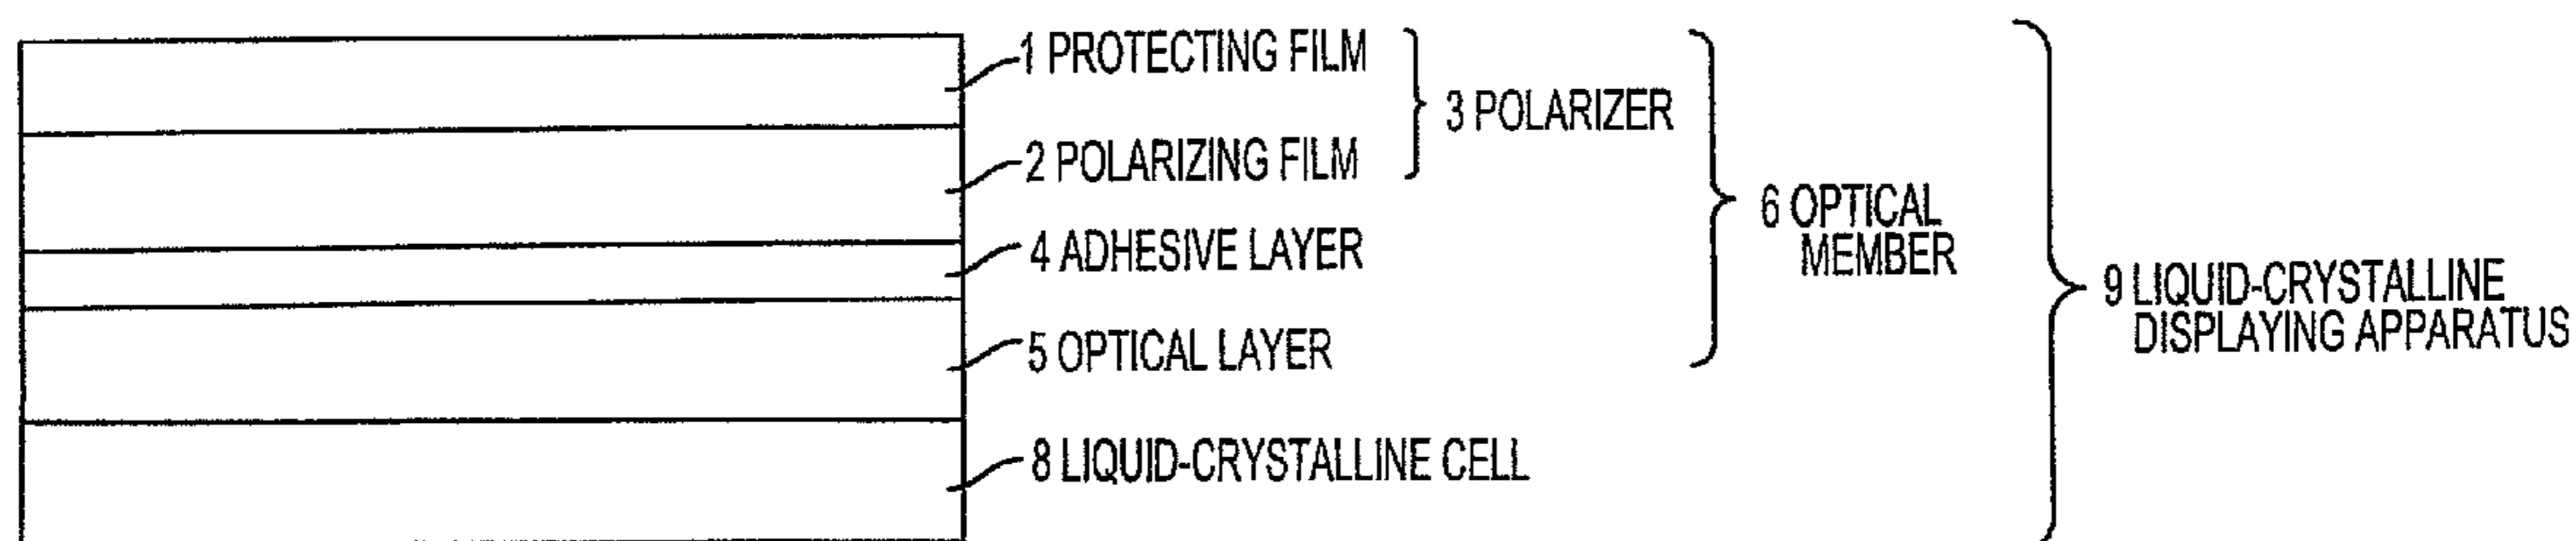 1 PROTECTING FILM
3 POLARIZER
2 POLARIZING FILM
6 OPTICAL
MEMBER
4 ADHESIVE LAYER
9 LIQUID-CRYSTALLINE
DISPLAYING APPARATUS
5 OPTICAL LAYER
8 LIQUID-CRYSTALLINE CELL